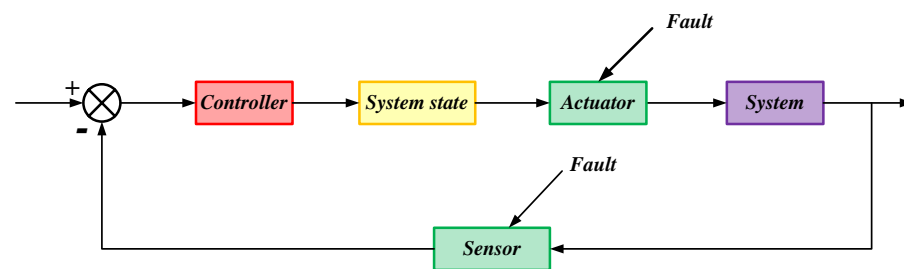 Fault
+
Controller
System state
Actuator
System
-
Fault
Sensor